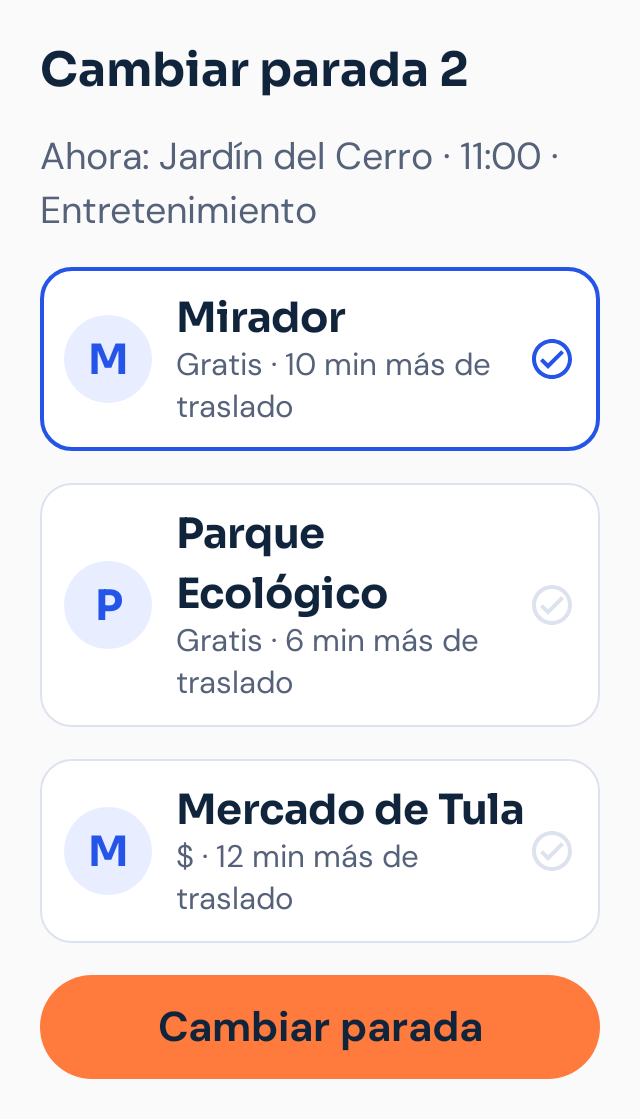 Cambiar parada 2
Ahora: Jardín del Cerro · 11:00 ·
Entretenimiento
M
Mirador
Gratis · 10 min más de
traslado
P
Parque
Ecológico
Gratis · 6 min más de
traslado
M
Mercado de Tula
$ · 12 min más de
traslado
Cambiar parada